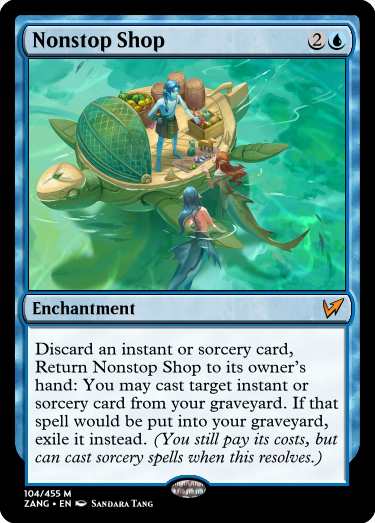 Nonstop Shop 2
Enchantment
Discard an instant or sorcery card,
Return Nonstop Shop to its owner's
hand: You may cast target instant or
sorcery card from your graveyard. If that
spell would be put into your graveyard,
exile it instead. (You still pay its costs, but
can cast sorcery spells when this resolves.)
104/455 M
ZANG • EN SANDARA TANG